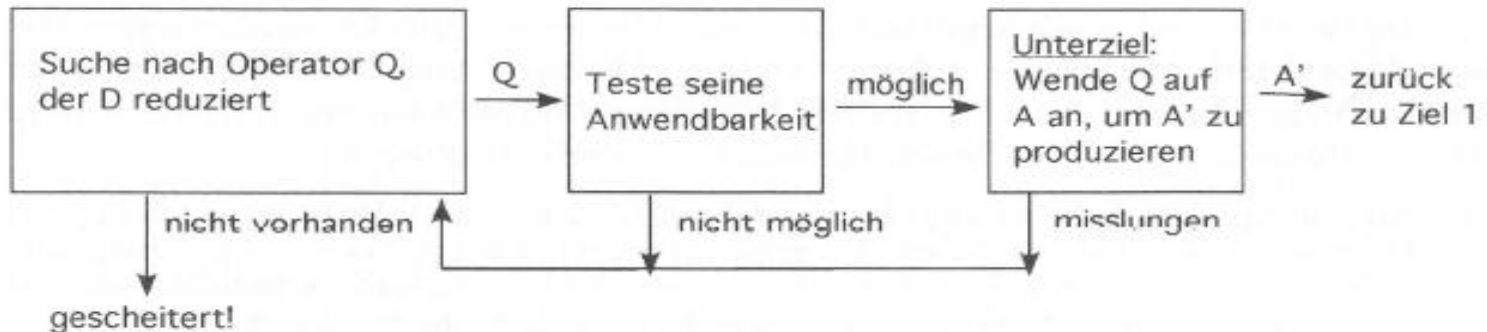 Suche nach Operator Q,
der D reduziert
Q
Teste seine
Anwendbarkeit
möglich
Unterziel:
Wende Q auf
A an, um A' zu
produzieren
A'
zurück
zu Ziel 1
nicht vorhanden
nicht möglich
misslungen
gescheitert!